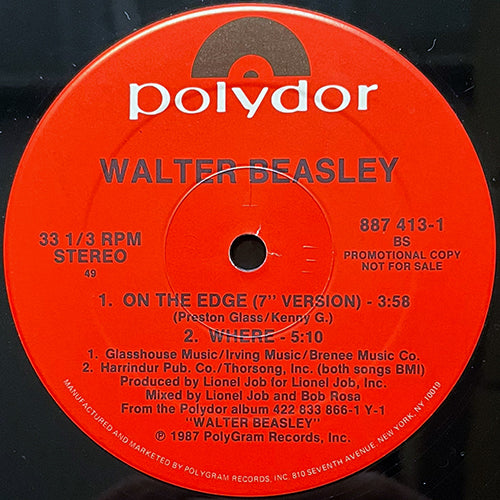 polydor
WALTER BEASLEY
33 1/3 RPM
STEREO
49
887 413-1
BS
PROMOTIONAL COPY
NOT FOR SALE
1. ON THE EDGE (7" VERSION) - 3:58
(Preston Glass/Kenny G.)
2. WHERE - 5:10
1. Glasshouse Music/Irving Music/Brenee Music Co.
2. Harrindur Pub. Co./Thorsong, Inc. (both songs BMI)
Produced by Lionel Job for Lionel Job, Inc.
Mixed by Lionel Job and Bob Rosa
From the Polydor album 422 833 866-1 Y-1
"WALTER BEASLEY"
℗ 1987 PolyGram Records, Inc.
MANUFACTURED AND MARKETED BY POLYGRAM RECORDS, INC. 810 SEVENTH AVENUE, NEW YORK, NY 10019